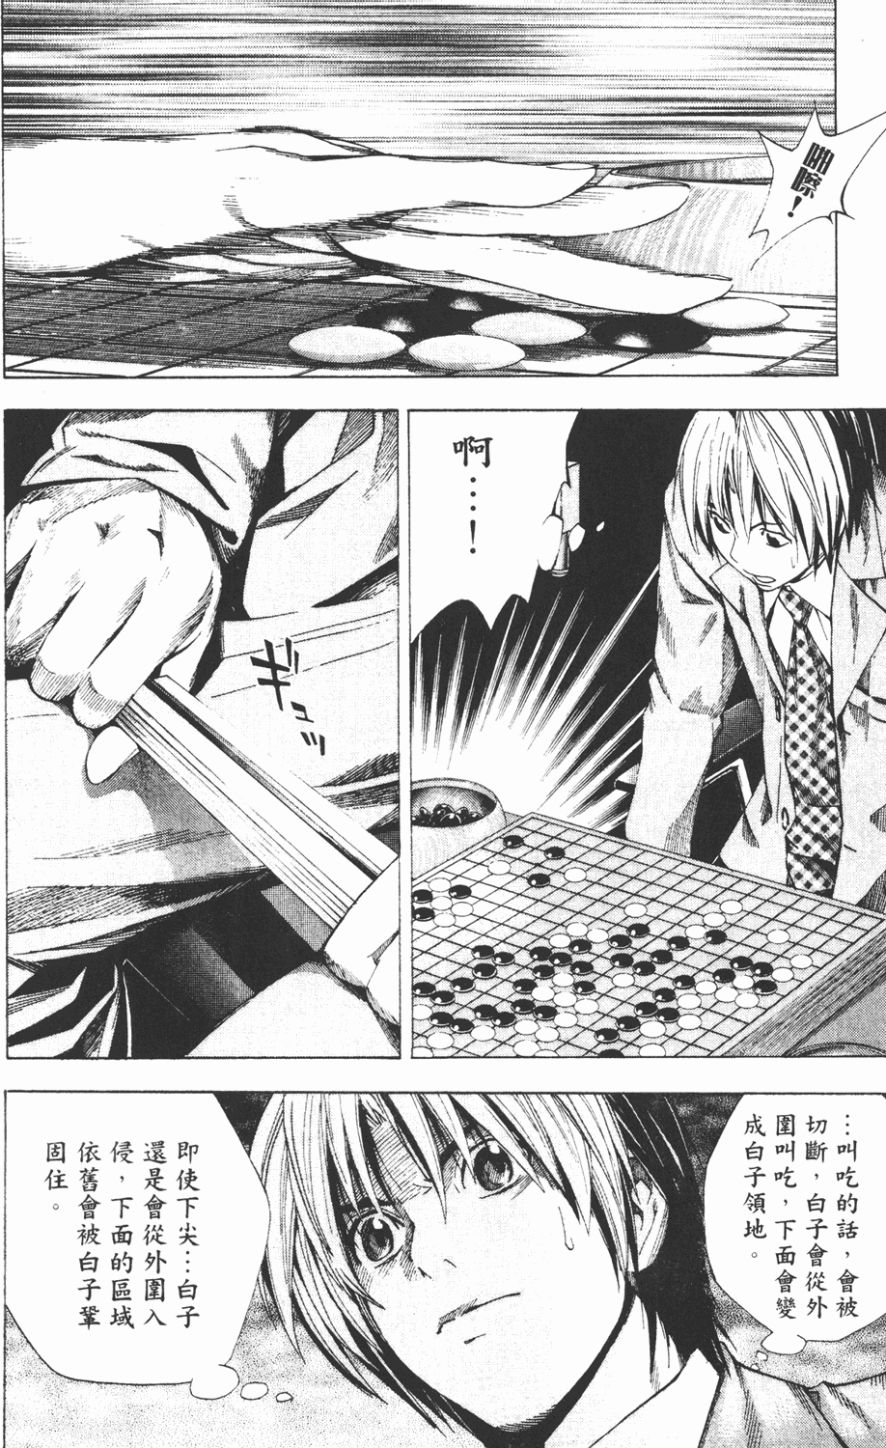 啪嚓!
啊…!
ギュッ
…叫吃的話，會被
切斷，白子會從外
圍叫吃，下面會變
成白子領地。
即使下尖…白子
還是會從外圍入
侵，下面的區域
依舊會被白子鞏
固住。